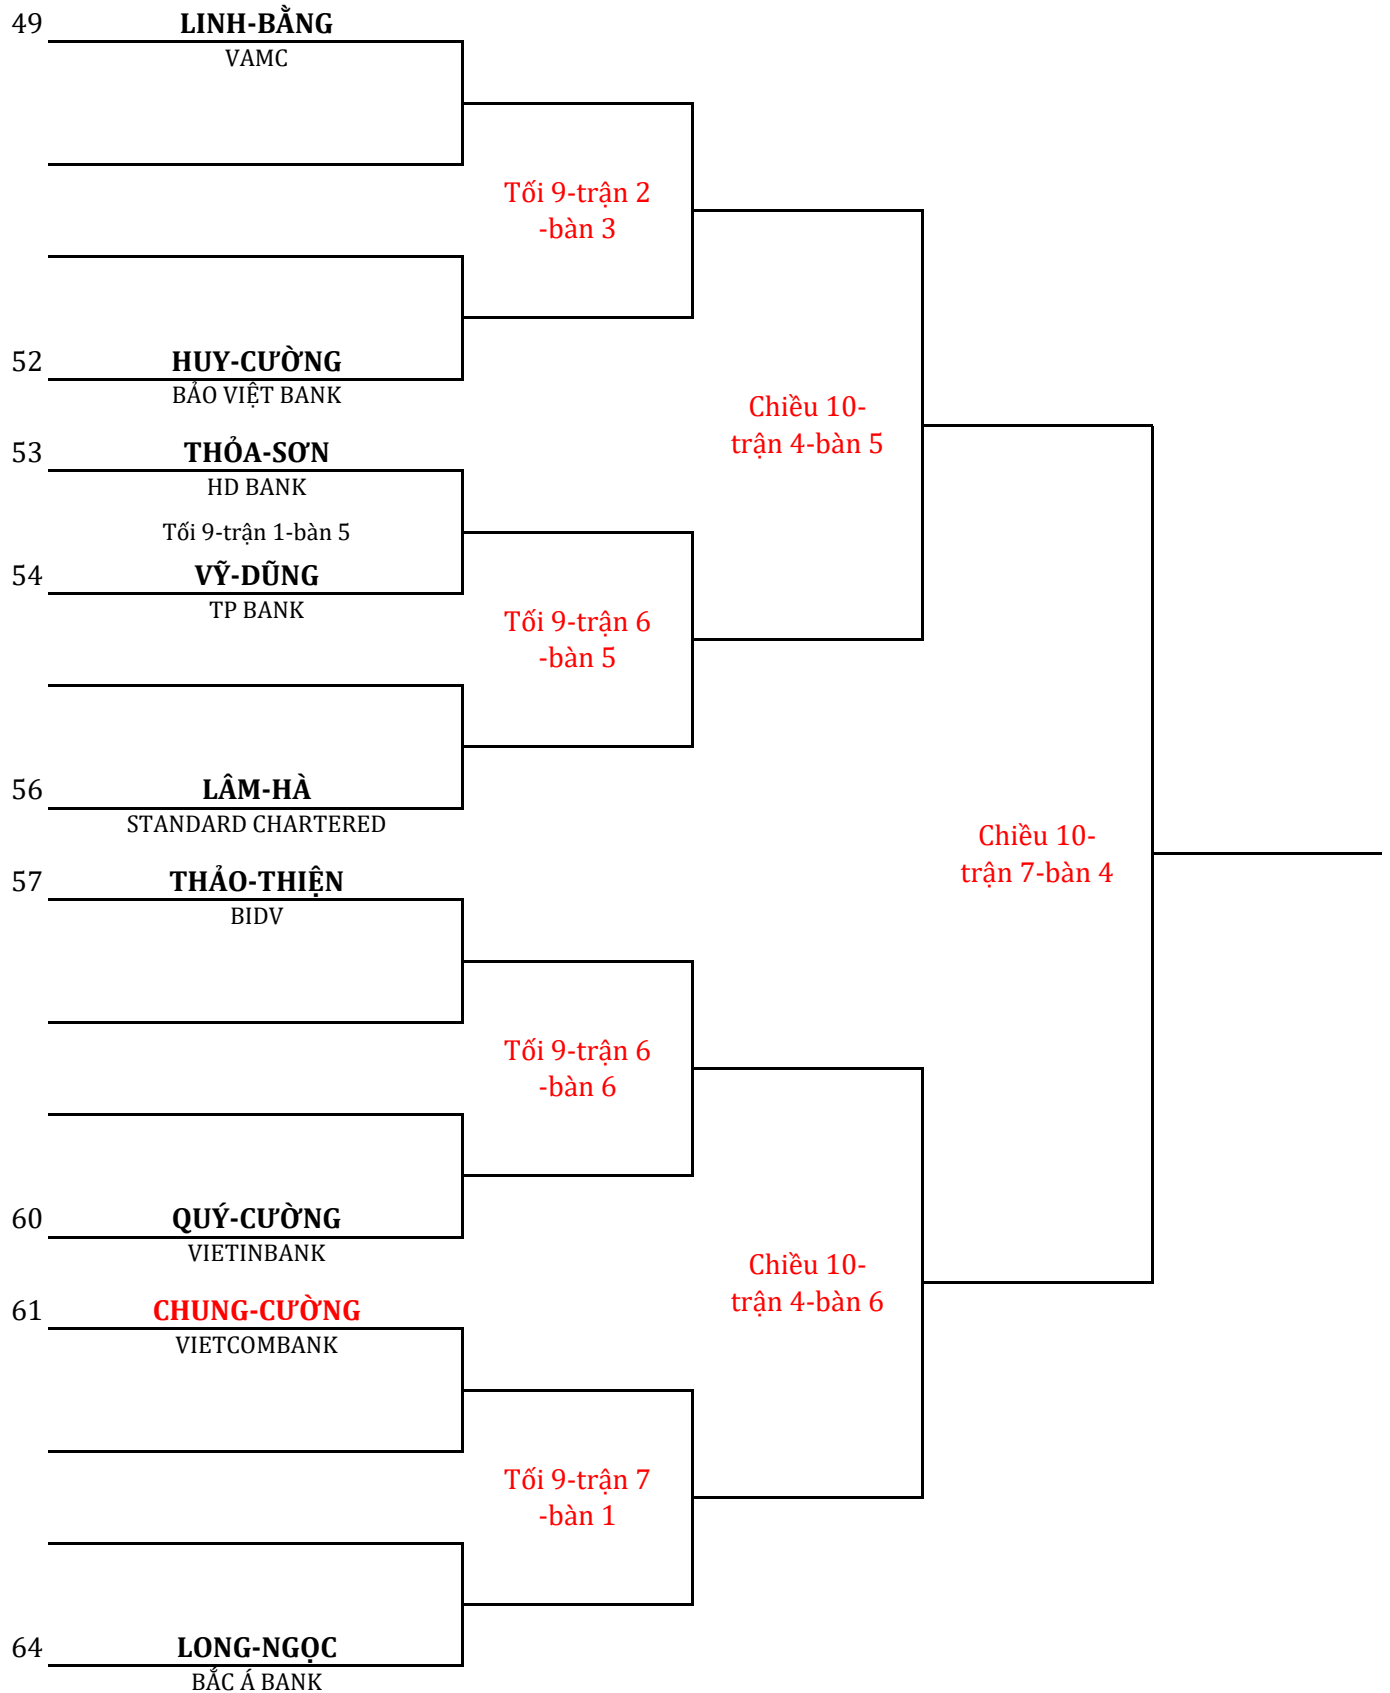 49 LINH-BẰNG
VAMC
Tối 9-trận 2
-bàn 3
52 HUY-CƯỜNG
BẢO VIỆT BANK
Chiều 10-
trận 4-bàn 5
53 THỎA-SƠN
HD BANK
Tối 9-trận 1-bàn 5
54 VỸ-DŨNG
TP BANK
Tối 9-trận 6
-bàn 5
56 LÂM-HÀ
STANDARD CHARTERED
Chiều 10-
trận 7-bàn 4
57 THẢO-THIỆN
BIDV
Tối 9-trận 6
-bàn 6
60 QUÝ-CƯỜNG
VIETINBANK
Chiều 10-
trận 4-bàn 6
61 CHUNG-CƯỜNG
VIETCOMBANK
Tối 9-trận 7
-bàn 1
64 LONG-NGỌC
BẮC Á BANK